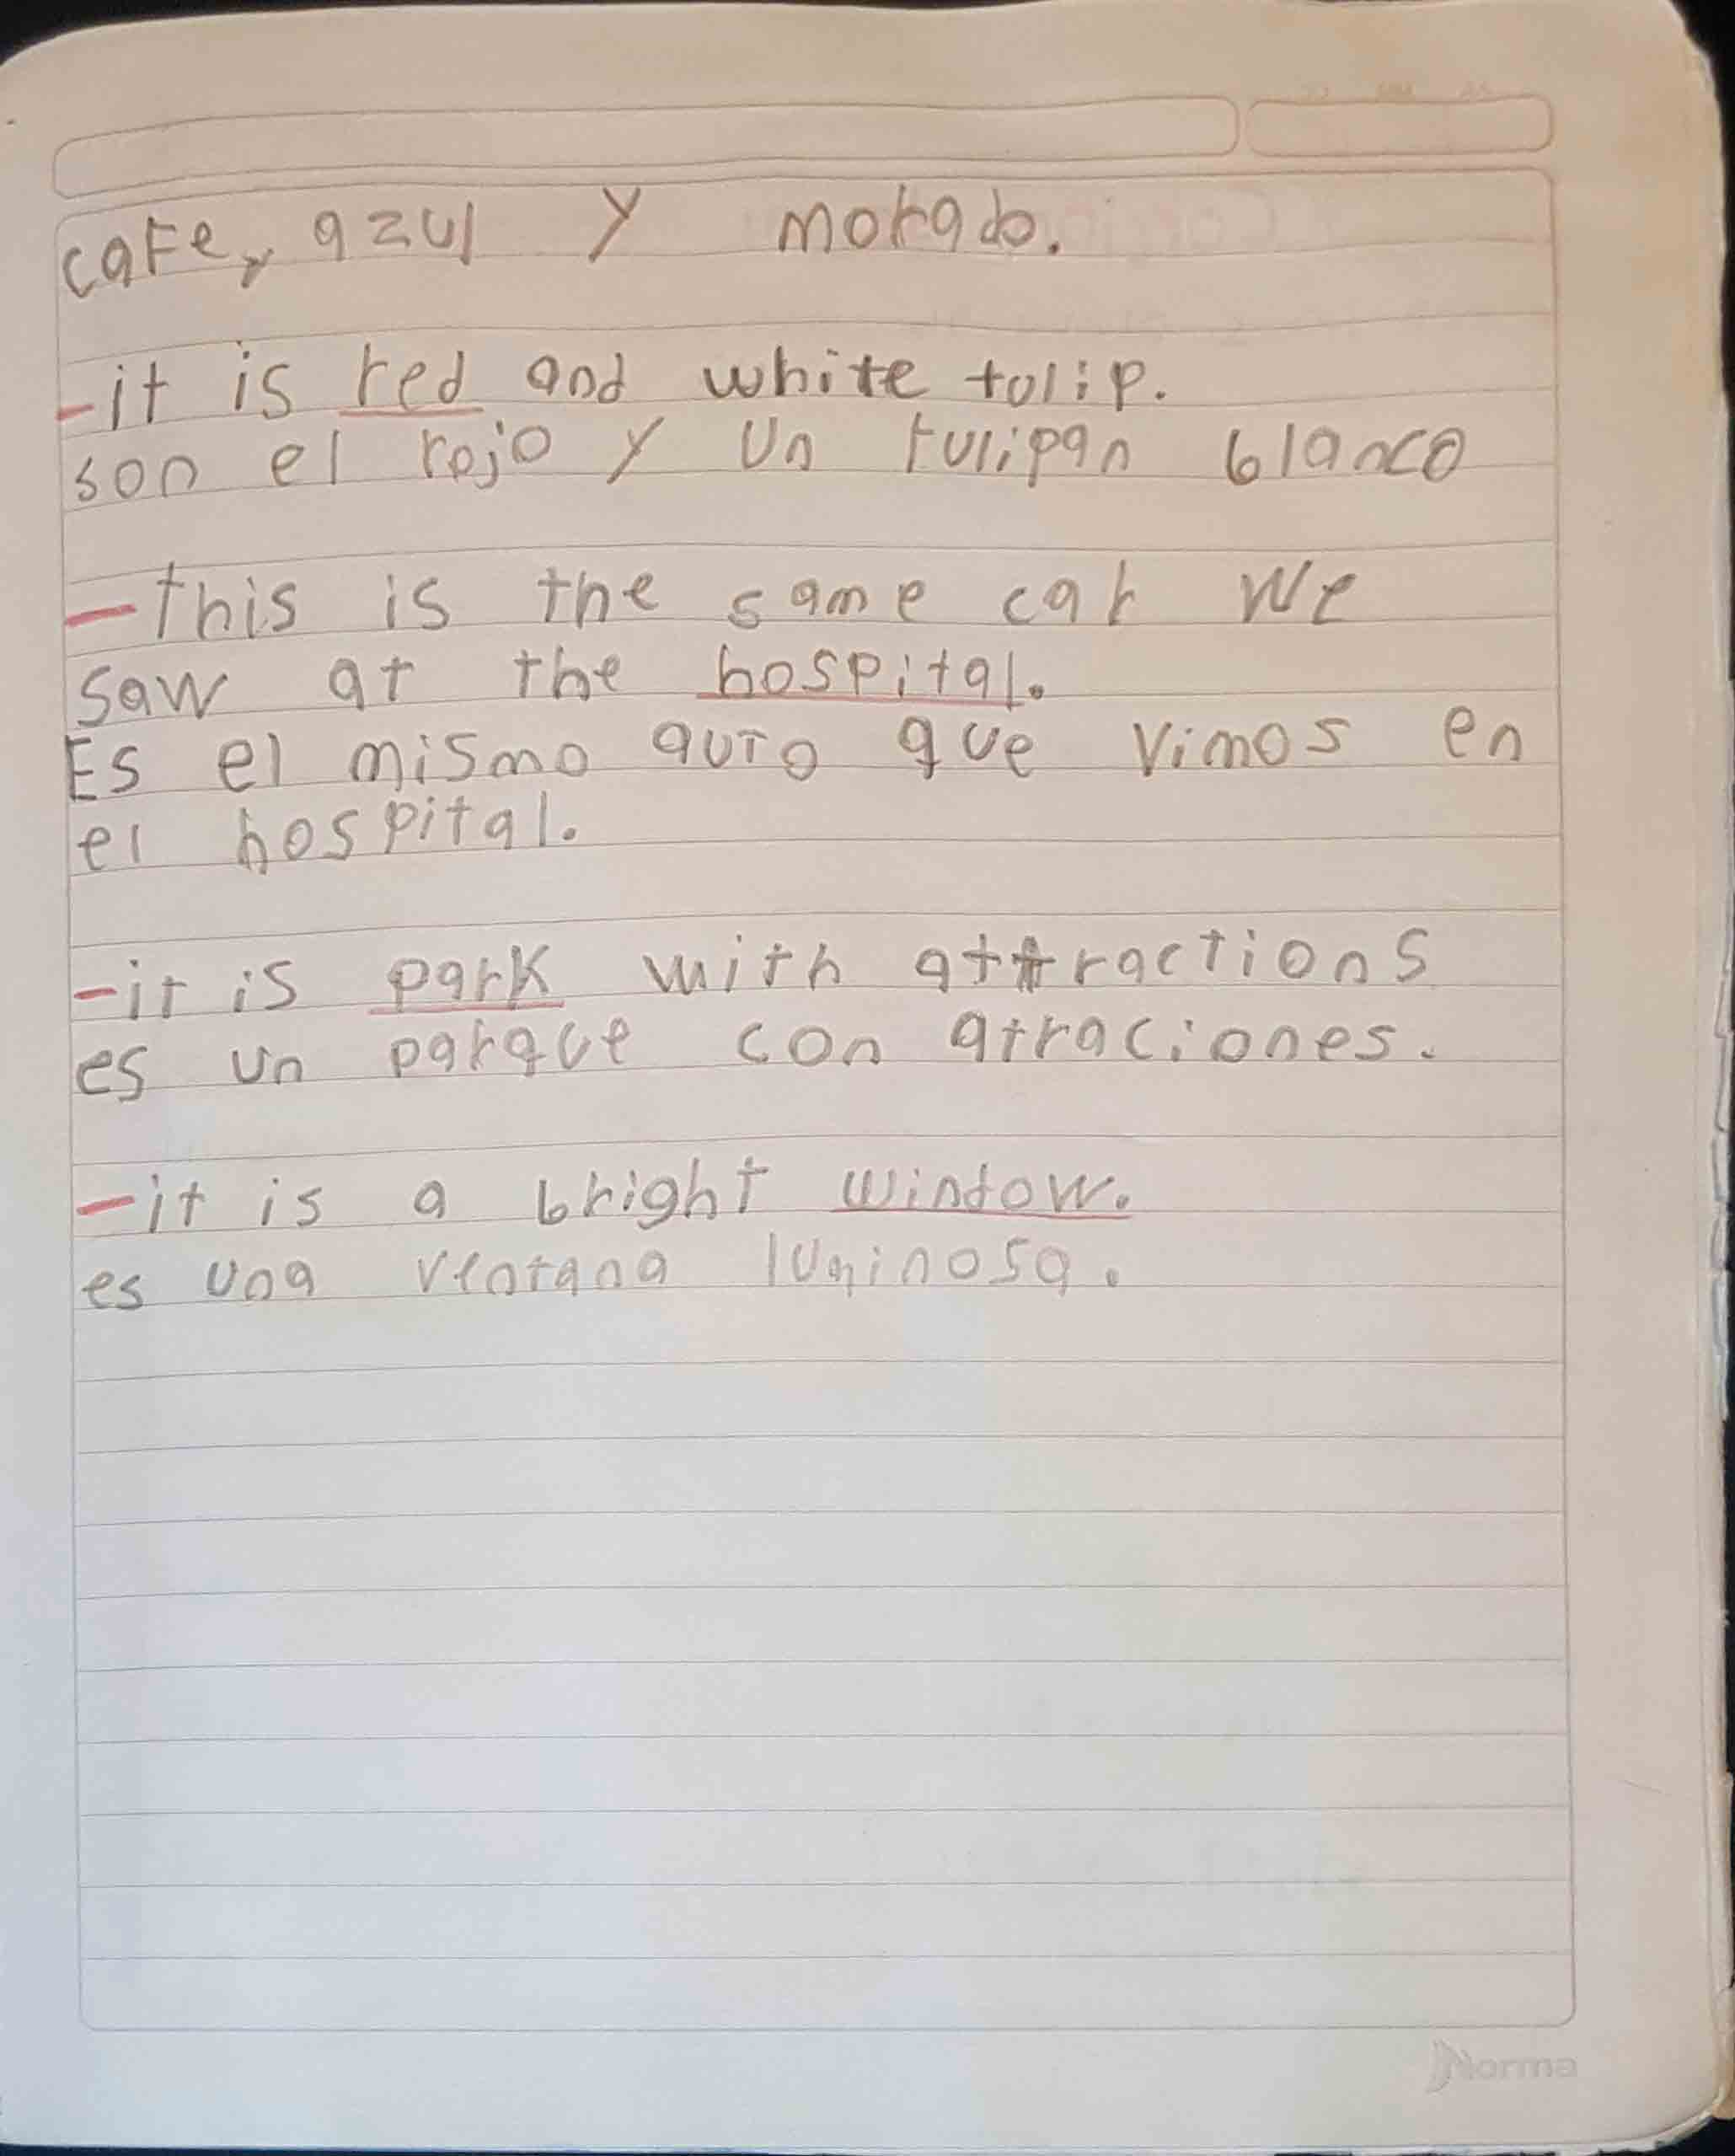 cafe, azul y morado.
-it is red and white tulip.
son el rojo y un tulipan blanco
-this is the same car we
saw at the hospital.
Es el mismo auto que vimos en
el hospital.
-it is park with attractions
es un parque con atraciones.
-it is a bright window.
es una ventana luminosa.
Norma